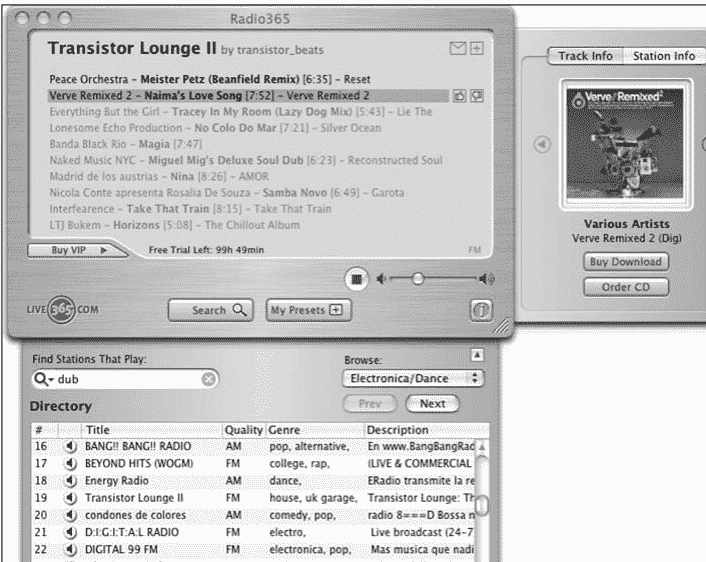 Radio365
Transistor Lounge II by transistor_beats
Peace Orchestra – Meister Petz (Beanfield Remix) [6:35] – Reset
Verve Remixed 2 – Naima's Love Song [7:52] – Verve Remixed 2
Everything But the Girl – Tracey In My Room (Lazy Dog Mix) [5:43] – Lie The
Lonesome Echo Production – No Colo Do Mar [7:21] – Silver Ocean
Banda Black Rio – Magia [7:47]
Naked Music NYC – Miguel Mig's Deluxe Soul Dub [6:23] – Reconstructed Soul
Madrid de los austrias – Nina [8:26] – AMOR
Nicola Conte apresenta Rosalia De Souza – Samba Novo [6:49] – Garota
Interfearence – Take That Train [8:15] – Take That Train
LTJ Bukem – Horizons [5:08] – The Chillout Album
Buy VIP Free Trial Left: 99h 49min FM
LIVE 365 .COM Search My Presets
Track Info Station Info
Verve//Remixed2
Various Artists
Verve Remixed 2 (Dig)
Buy Download
Order CD
Find Stations That Play: Browse:
dub Electronica/Dance
Directory Prev Next
# Title Quality Genre Description
16 BANG!! BANG!! RADIO AM pop, alternative, En www.BangBangRad
17 BEYOND HITS (WOGM) FM college, rap, (LIVE & COMMERCIAL
18 Energy Radio AM dance, ERadio transmite la re
19 Transistor Lounge II FM house, uk garage, Transistor Lounge: Th
20 condones de colores AM comedy, pop, radio 8===D Bossa n
21 D:I:G:I:T:A:L RADIO FM electro, Live broadcast (24-7
22 DIGITAL 99 FM FM electronica, pop, Mas musica que nadi